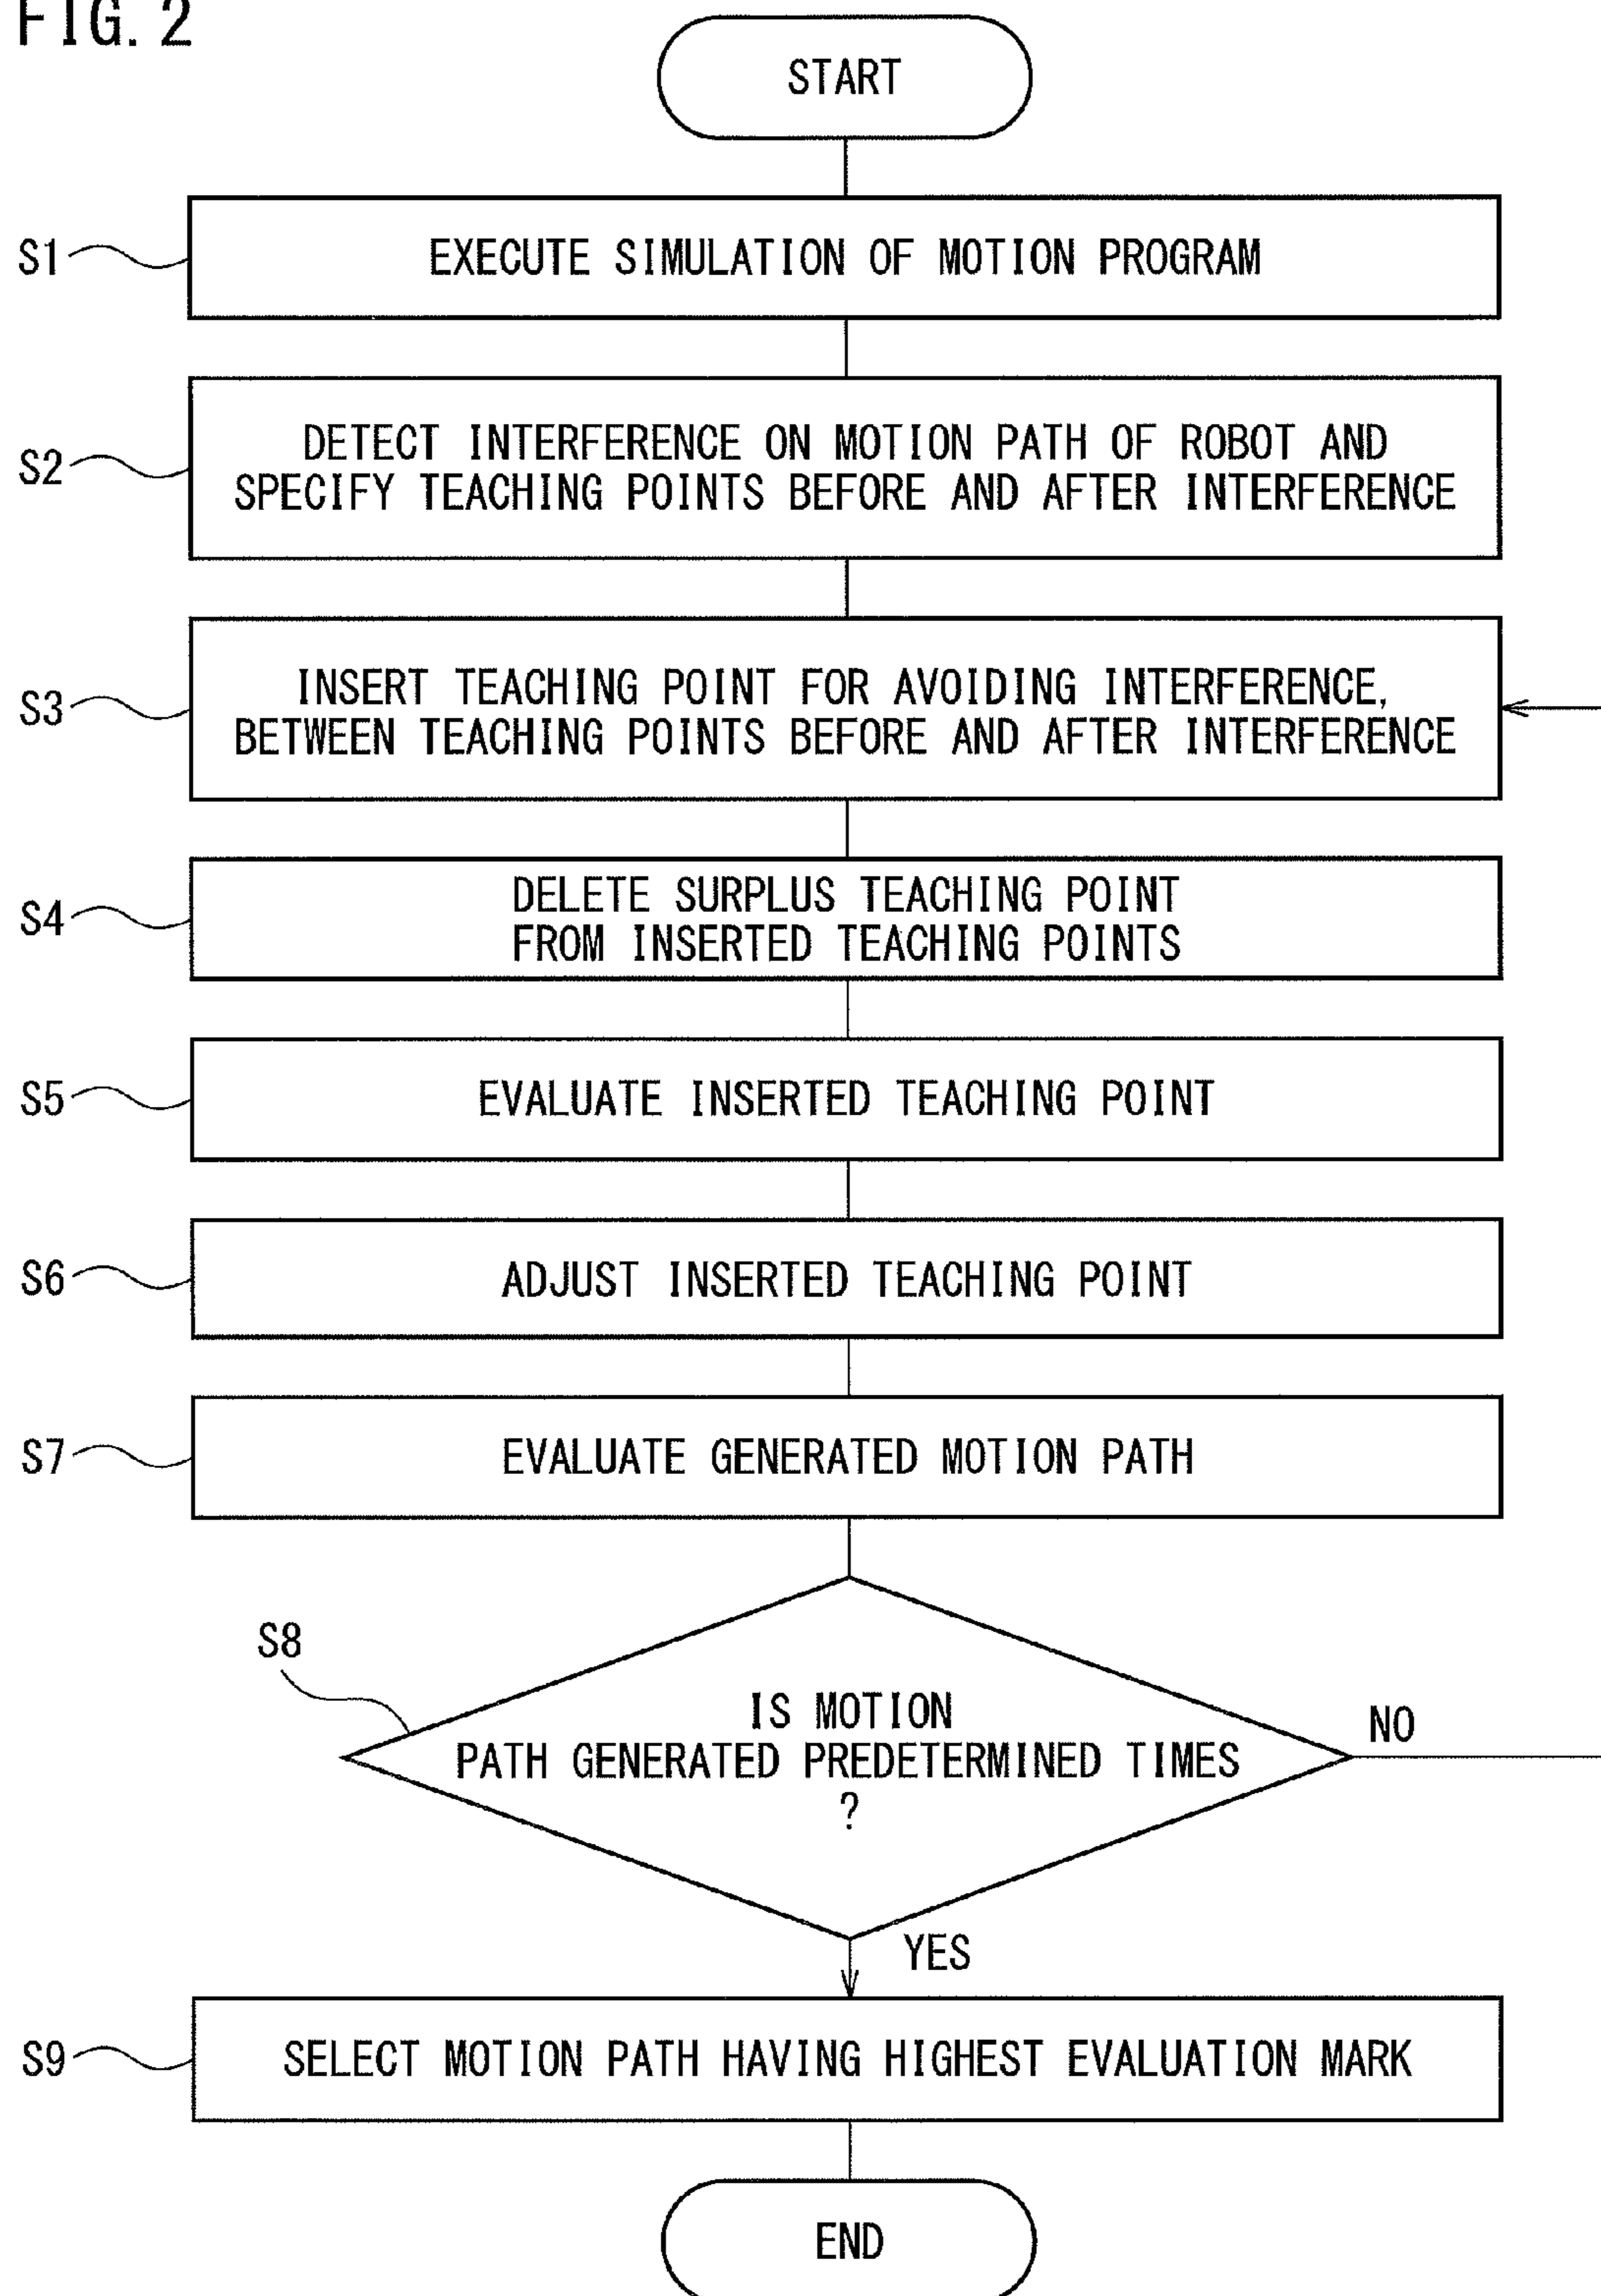 FIG. 2
START
S1
EXECUTE SIMULATION OF MOTION PROGRAM
S2
DETECT INTERFERENCE ON MOTION PATH OF ROBOT AND
SPECIFY TEACHING POINTS BEFORE AND AFTER INTERFERENCE
S3
INSERT TEACHING POINT FOR AVOIDING INTERFERENCE,
BETWEEN TEACHING POINTS BEFORE AND AFTER INTERFERENCE
S4
DELETE SURPLUS TEACHING POINT
FROM INSERTED TEACHING POINTS
S5
EVALUATE INSERTED TEACHING POINT
S6
ADJUST INSERTED TEACHING POINT
S7
EVALUATE GENERATED MOTION PATH
S8
IS MOTION
PATH GENERATED PREDETERMINED TIMES
?
NO
YES
S9
SELECT MOTION PATH HAVING HIGHEST EVALUATION MARK
END